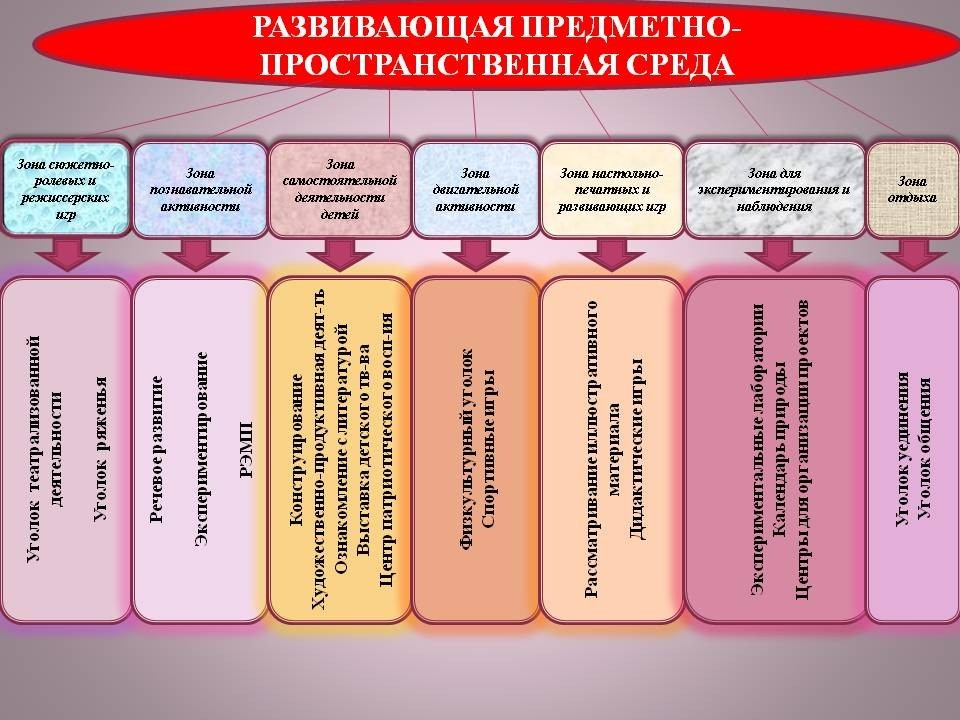 РАЗВИВАЮЩАЯ ПРЕДМЕТНО-
ПРОСТРАНСТВЕННАЯ СРЕДА
Зона сюжетно-
ролевых и
режиссерских
игр
Зона
познавательной
активности
Зона
самостоятельной
деятельности
детей
Зона
двигательной
активности
Зона настольно-
печатных и
развивающих игр
Зона для
экспериментирования и
наблюдения
Зона
отдыха
Уголок театрализованной
деятельности
Уголок ряженья
Речевое развитие
Экспериментирование
РЭМП
Конструирование
Художественно-продуктивная деят-ть
Ознакомление с литературой
Выставка детского тв-ва
Центр патриотического восп-ия
Физкультурный уголок
Спортивные игры
Рассматривание иллюстративного
материала
Дидактические игры
Экспериментальные лаборатории
Календарь природы
Центры для организации проектов
Уголок уединения
Уголок общения